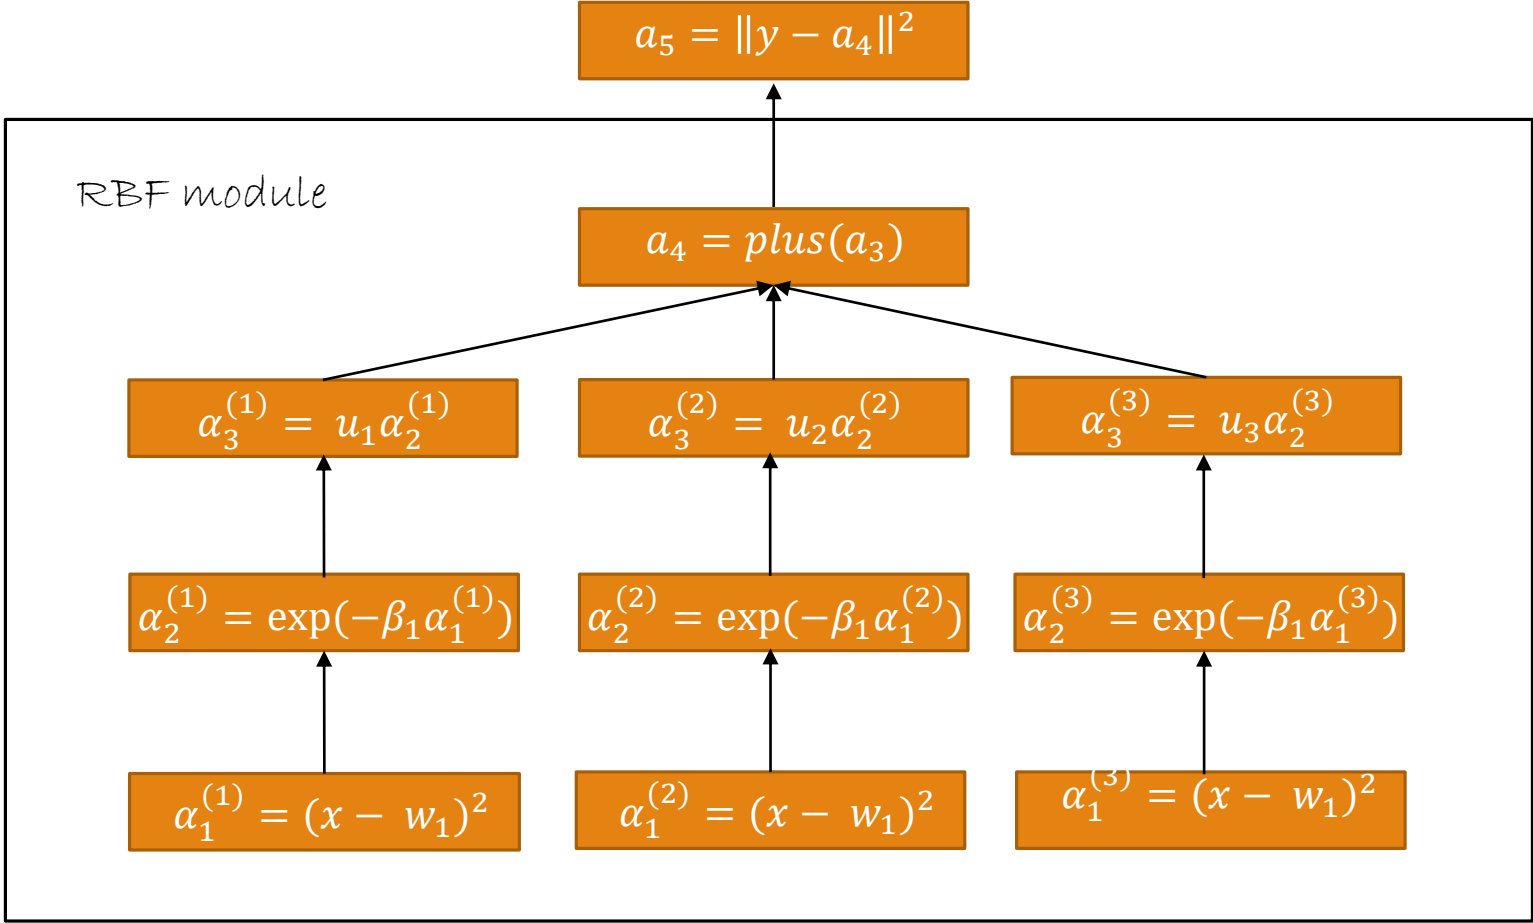 a₅ = ‖y − a₄‖²
RBF module
a₄ = plus(a₃)
α₃⁽¹⁾ = u₁α₂⁽¹⁾
α₃⁽²⁾ = u₂α₂⁽²⁾
α₃⁽³⁾ = u₃α₂⁽³⁾
α₂⁽¹⁾ = exp(−β₁α₁⁽¹⁾)
α₂⁽²⁾ = exp(−β₁α₁⁽²⁾)
α₂⁽³⁾ = exp(−β₁α₁⁽³⁾)
α₁⁽¹⁾ = (x − w₁)²
α₁⁽²⁾ = (x − w₁)²
α₁⁽³⁾ = (x − w₁)²